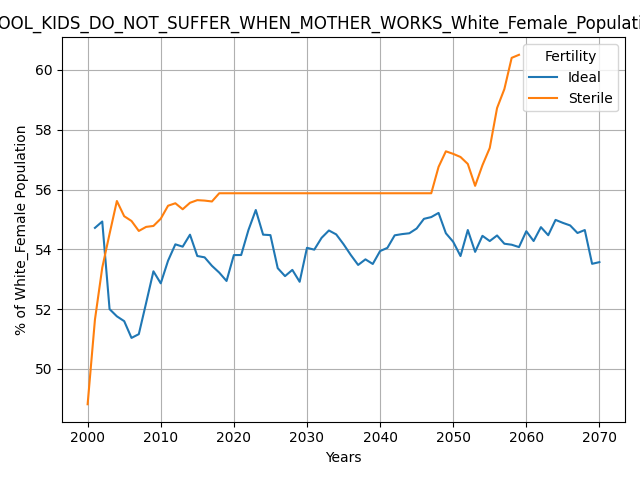 OOL_KIDS_DO_NOT_SUFFER_WHEN_MOTHER_WORKS_White_Female_Populati
% of White_Female Population
60
58
56
54
52
50
Fertility
Ideal
Sterile
2000 2010 2020 2030 2040 2050 2060 2070
Years